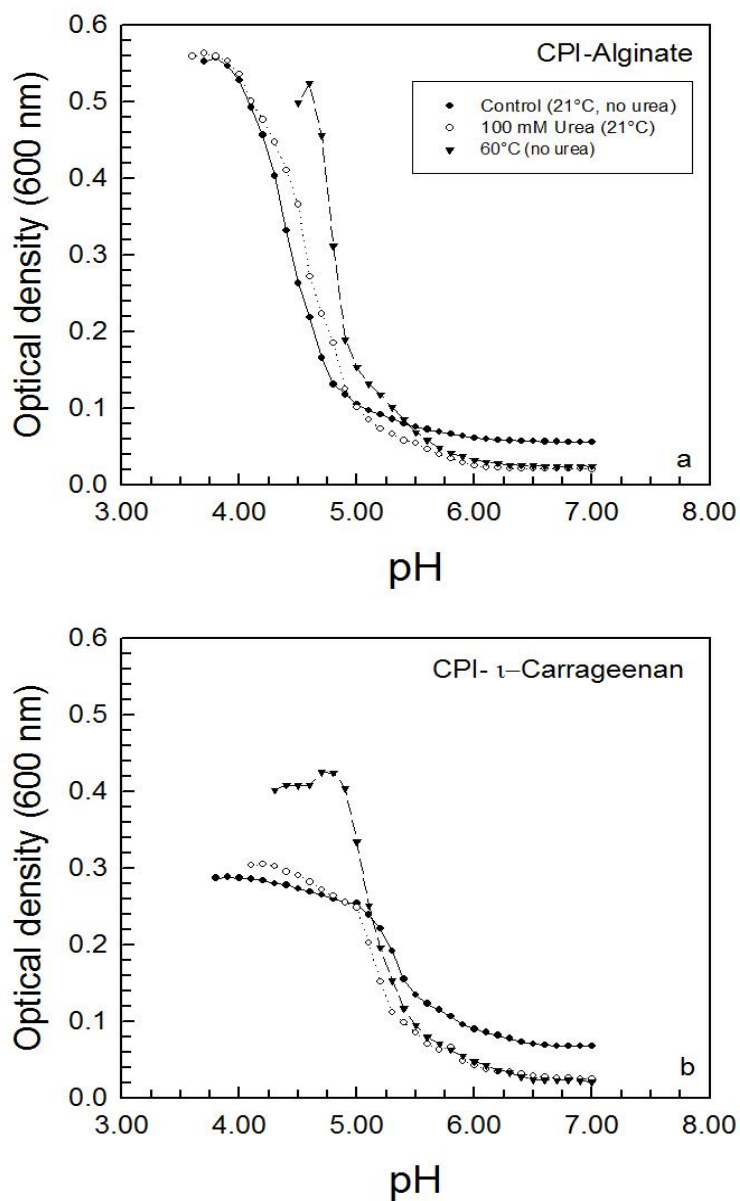 0.6
CPI-Alginate
0.5
Control (21°C, no urea)
100 mM Urea (21°C)
60°C (no urea)
0.4
0.3
0.2
0.1
0.0
Optical density (600 nm)
a
3.00 4.00 5.00 6.00 7.00 8.00
pH
0.6
CPI- ι–Carrageenan
0.5
0.4
0.3
0.2
0.1
0.0
Optical density (600 nm)
b
3.00 4.00 5.00 6.00 7.00 8.00
pH